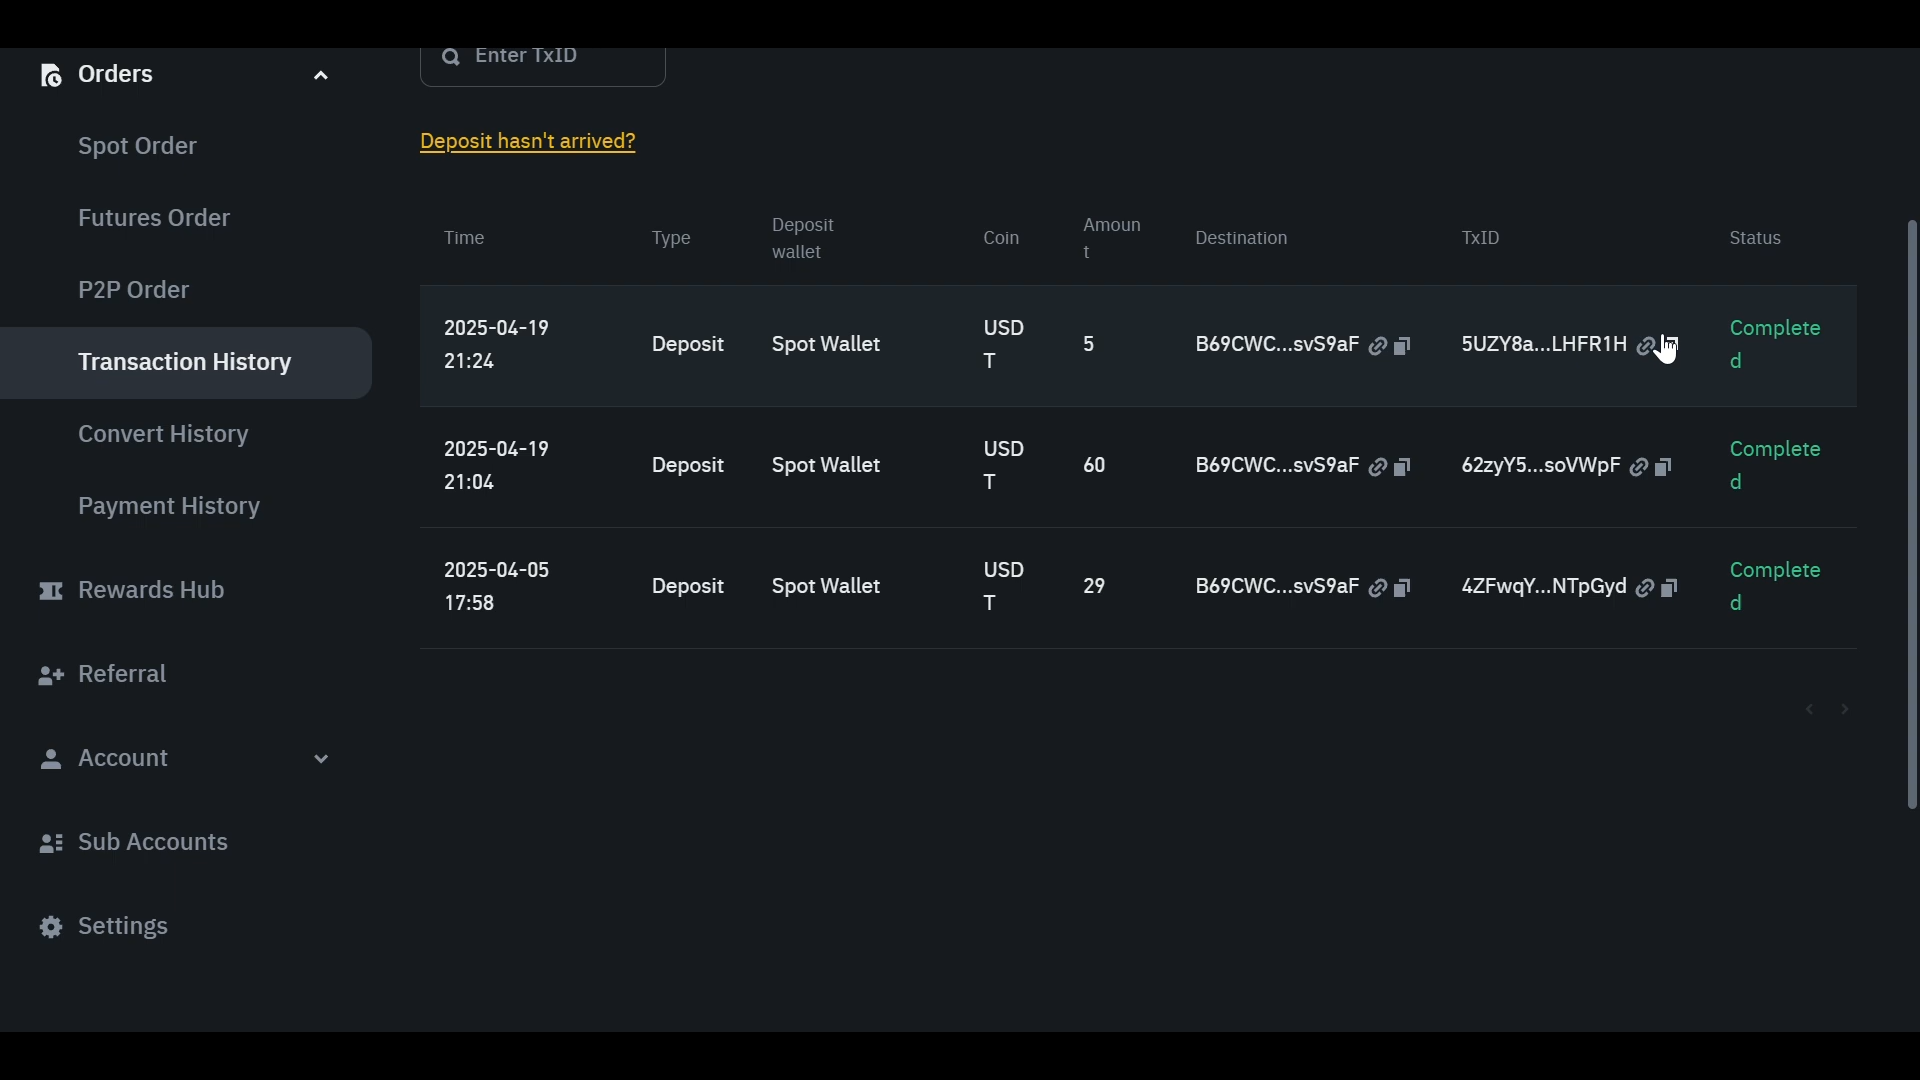 Orders
Spot Order
Futures Order
P2P Order
Transaction History
Convert History
Payment History
Rewards Hub
Referral
Account
Sub Accounts
Settings
Enter TxID
Deposit hasn't arrived?
Time Type Deposit wallet Coin Amoun t Destination TxID Status
2025-04-19 21:24 Deposit Spot Wallet USD T 5 B69CWC...svS9aF 5UZY8a...LHFR1H Complete d
2025-04-19 21:04 Deposit Spot Wallet USD T 60 B69CWC...svS9aF 62zyY5...soVWpF Complete d
2025-04-05 17:58 Deposit Spot Wallet USD T 29 B69CWC...svS9aF 4ZFwqY...NTpGyd Complete d